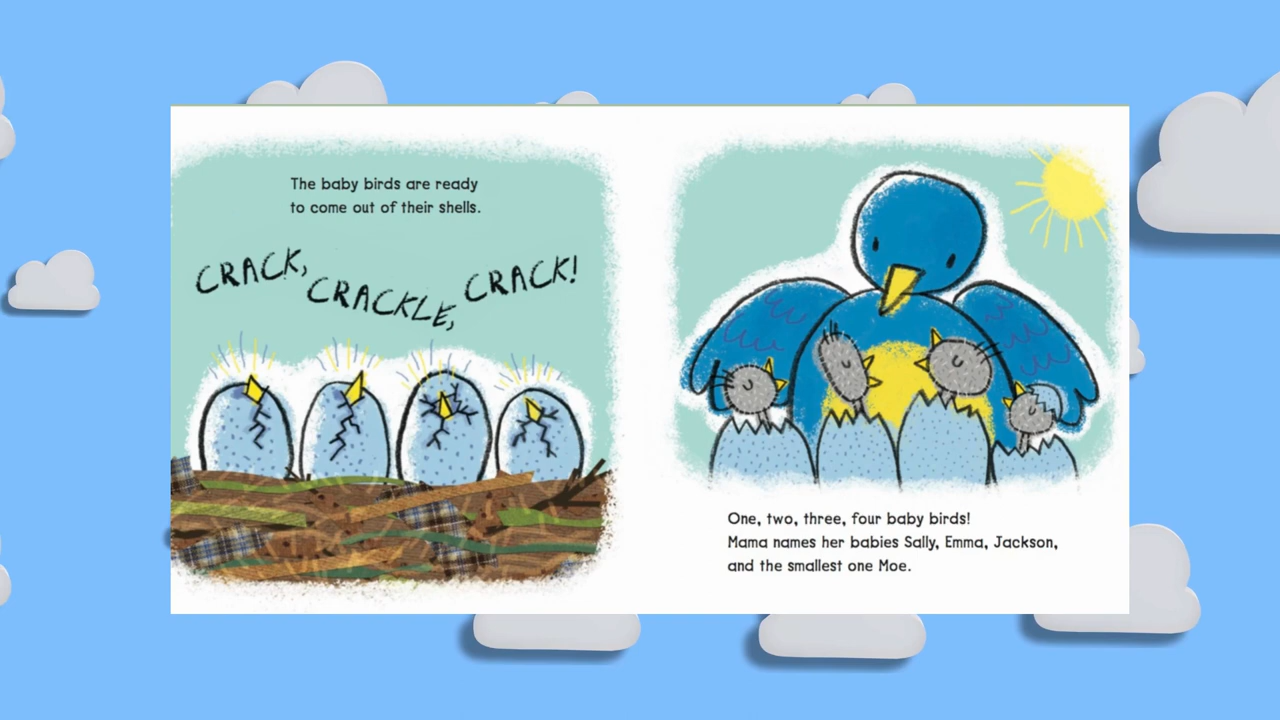 The baby birds are ready
to come out of their shells.
CRACK,
CRACKLE,
CRACK!
One, two, three, four baby birds!
Mama names her babies Sally, Emma, Jackson,
and the smallest one Moe.